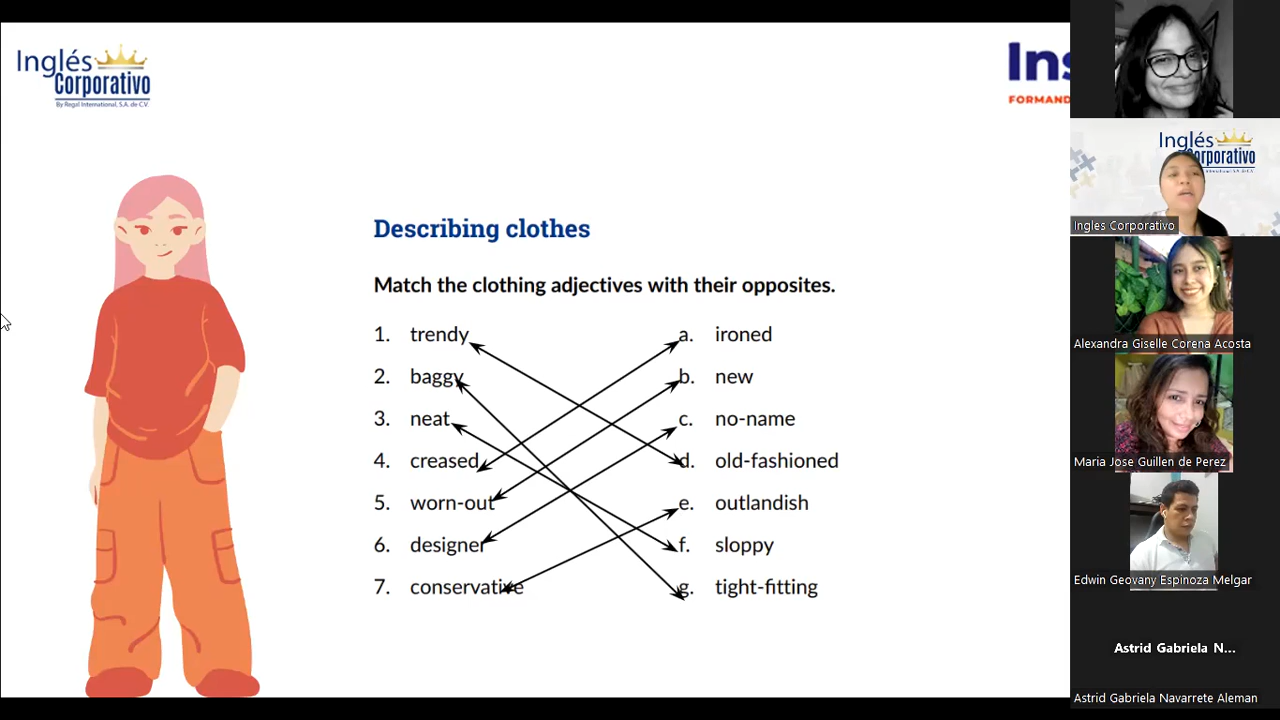 Inglés
Corporativo
By Regal International, S.A. de C.V.
Ins
FORMAND
Describing clothes
Match the clothing adjectives with their opposites.
1. trendy
2. baggy
3. neat
4. creased
5. worn-out
6. designer
7. conservative
a. ironed
b. new
c. no-name
d. old-fashioned
e. outlandish
f. sloppy
g. tight-fitting
Inglés
Corporativo
Ingles Corporativo
Alexandra Giselle Corena Acosta
Maria Jose Guillen de Perez
Edwin Geovany Espinoza Melgar
Astrid Gabriela N...
Astrid Gabriela Navarrete Aleman